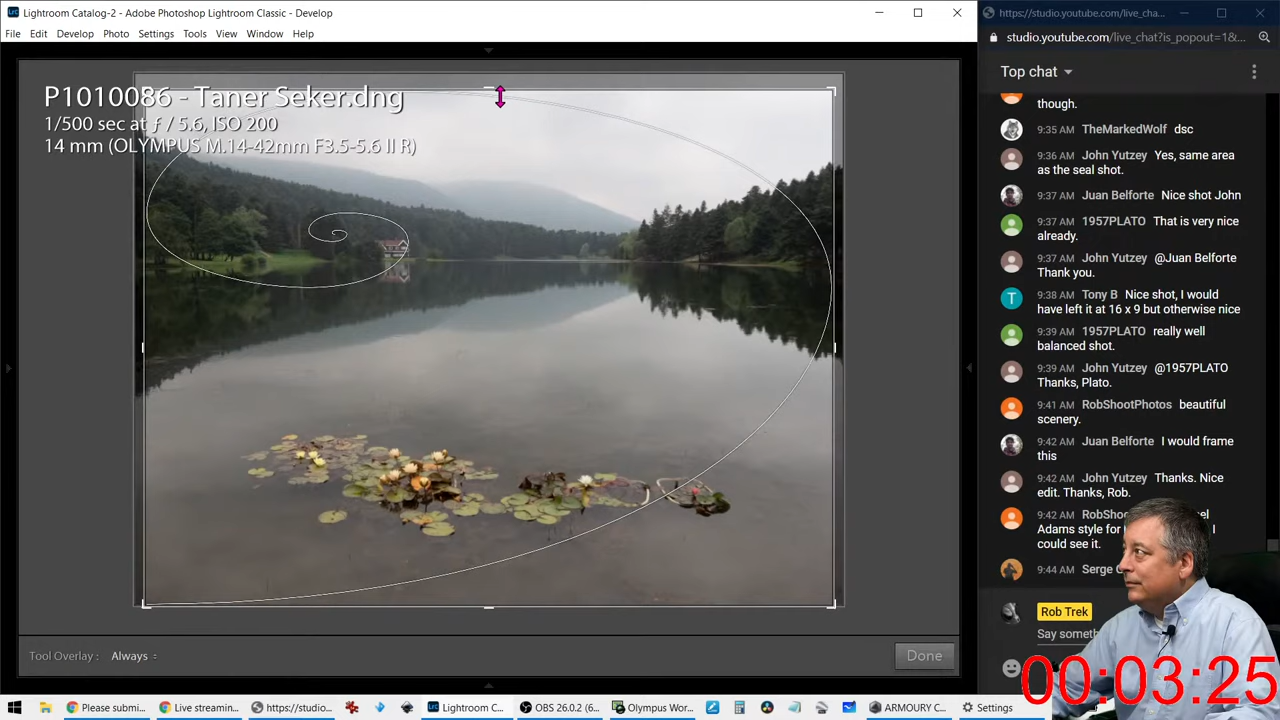 Lightroom Catalog-2 - Adobe Photoshop Lightroom Classic - Develop
File Edit Develop Photo Settings Tools View Window Help
P1010086 - Taner Seker.dng
1/500 sec at ƒ / 5.6, ISO 200
14 mm (OLYMPUS M.14-42mm F3.5-5.6 II R)
Tool Overlay : Always
Done
https://studio.youtube.com/live_cha...
studio.youtube.com/live_chat?is_popout=1&...
Top chat
though.
9:35 AM TheMarkedWolf dsc
9:36 AM John Yutzey Yes, same area
as the seal shot.
9:37 AM Juan Belforte Nice shot John
9:37 AM 1957PLATO That is very nice
already.
9:37 AM John Yutzey @Juan Belforte
Thank you.
T
9:38 AM Tony B Nice shot, I would
have left it at 16 x 9 but otherwise nice
9:39 AM 1957PLATO really well
balanced shot.
9:39 AM John Yutzey @1957PLATO
Thanks, Plato.
9:41 AM RobShootPhotos beautiful
scenery.
9:42 AM Juan Belforte I would frame
this
9:42 AM John Yutzey Thanks. Nice
edit. Thanks, Rob.
9:42 AM RobSho
Adams style for I
could see it.
9:44 AM Serge
Rob Trek
Say someth
00:03:25
Please submi...
Live streamin...
https://studio...
Lightroom C...
OBS 26.0.2 (6...
Olympus Wor...
ARMOURY C...
Settings